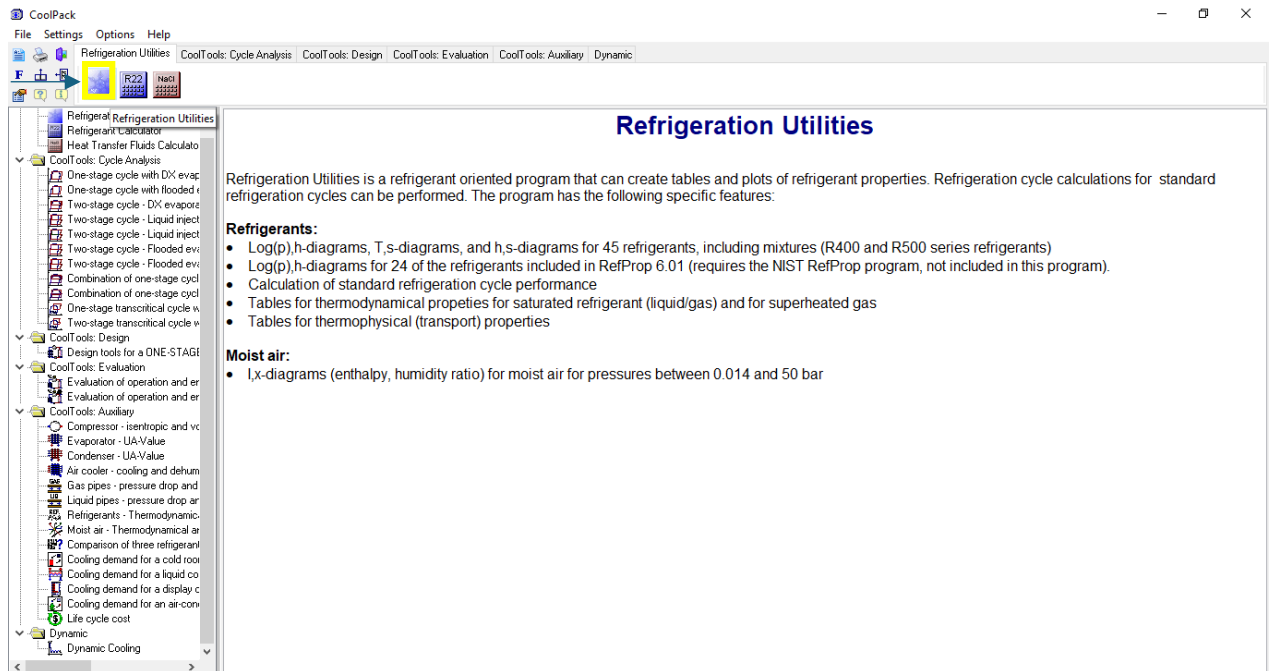 CoolPack
File Settings Options Help
Refrigeration Utilities CoolTools: Cycle Analysis CoolTools: Design CoolTools: Evaluation CoolTools: Auxiliary Dynamic
F
R22 NaCl
Refrigerat
Refrigeration Utilities
Refrigerant Calculator
Heat Transfer Fluids Calculato
CoolTools: Cycle Analysis
One-stage cycle with DX evap
One-stage cycle with flooded e
Two-stage cycle - DX evapora
Two-stage cycle - Liquid inject
Two-stage cycle - Liquid inject
Two-stage cycle - Flooded eva
Two-stage cycle - Flooded eva
Combination of one-stage cycl
Combination of one-stage cycl
One-stage transcritical cycle w
Two-stage transcritical cycle w
CoolTools: Design
Design tools for a ONE-STAGE
CoolTools: Evaluation
Evaluation of operation and er
Evaluation of operation and er
CoolTools: Auxiliary
Compressor - isentropic and vo
Evaporator - UA-Value
Condenser - UA-Value
Air cooler - cooling and dehum
Gas pipes - pressure drop and
Liquid pipes - pressure drop ar
Refrigerants - Thermodynamic
Moist air - Thermodynamical ar
Comparison of three refrigerant
Cooling demand for a cold roor
Cooling demand for a liquid co
Cooling demand for a display c
Cooling demand for an air-con
Life cycle cost
Dynamic
Dynamic Cooling
Refrigeration Utilities
Refrigeration Utilities is a refrigerant oriented program that can create tables and plots of refrigerant properties. Refrigeration cycle calculations for standard
refrigeration cycles can be performed. The program has the following specific features:
Refrigerants:
• Log(p),h-diagrams, T,s-diagrams, and h,s-diagrams for 45 refrigerants, including mixtures (R400 and R500 series refrigerants)
• Log(p),h-diagrams for 24 of the refrigerants included in RefProp 6.01 (requires the NIST RefProp program, not included in this program).
• Calculation of standard refrigeration cycle performance
• Tables for thermodynamical propeties for saturated refrigerant (liquid/gas) and for superheated gas
• Tables for thermophysical (transport) properties
Moist air:
• I,x-diagrams (enthalpy, humidity ratio) for moist air for pressures between 0.014 and 50 bar